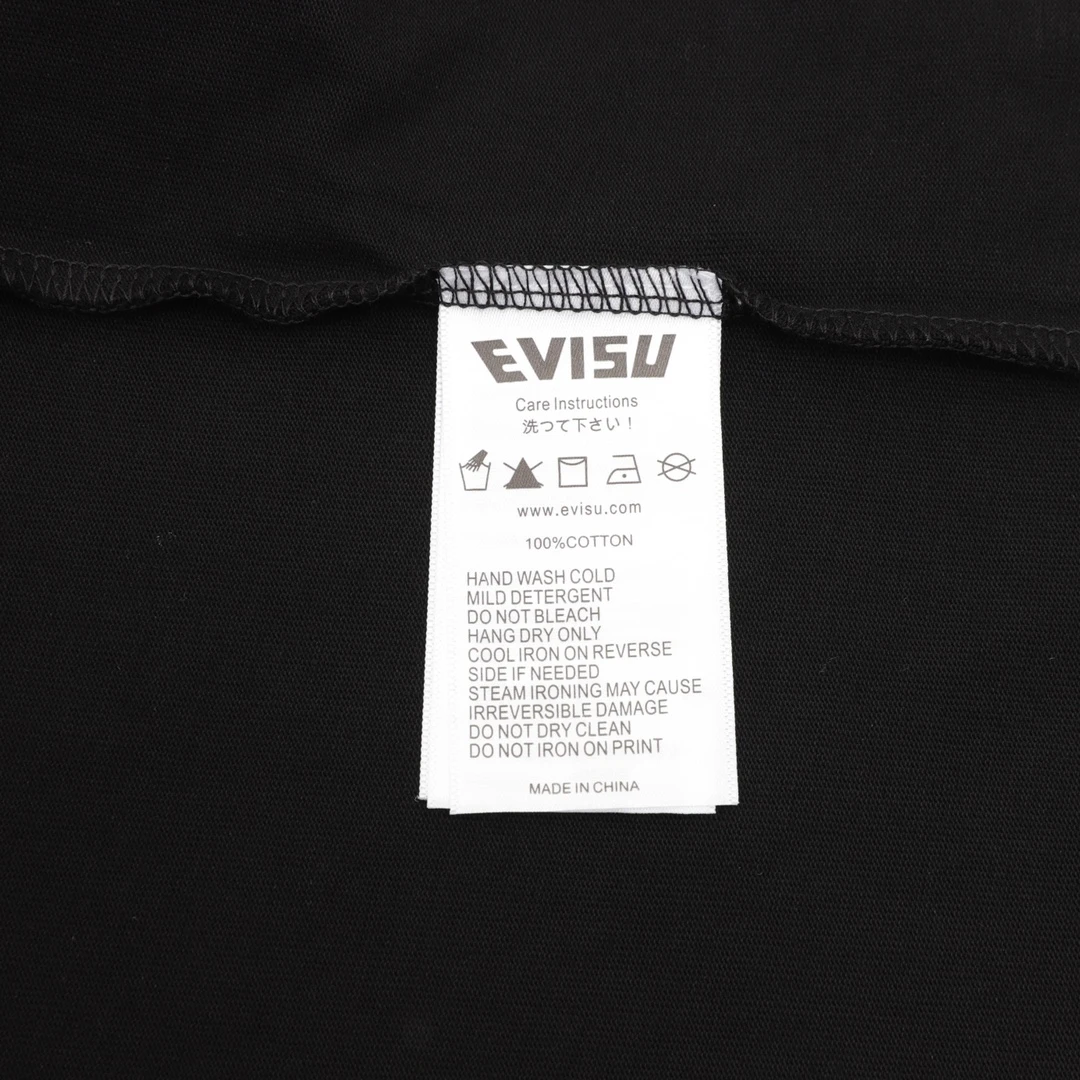 EVISU
Care Instructions
洗つて下さい！
www.evisu.com
100%COTTON
HAND WASH COLD
MILD DETERGENT
DO NOT BLEACH
HANG DRY ONLY
COOL IRON ON REVERSE
SIDE IF NEEDED
STEAM IRONING MAY CAUSE
IRREVERSIBLE DAMAGE
DO NOT DRY CLEAN
DO NOT IRON ON PRINT
MADE IN CHINA